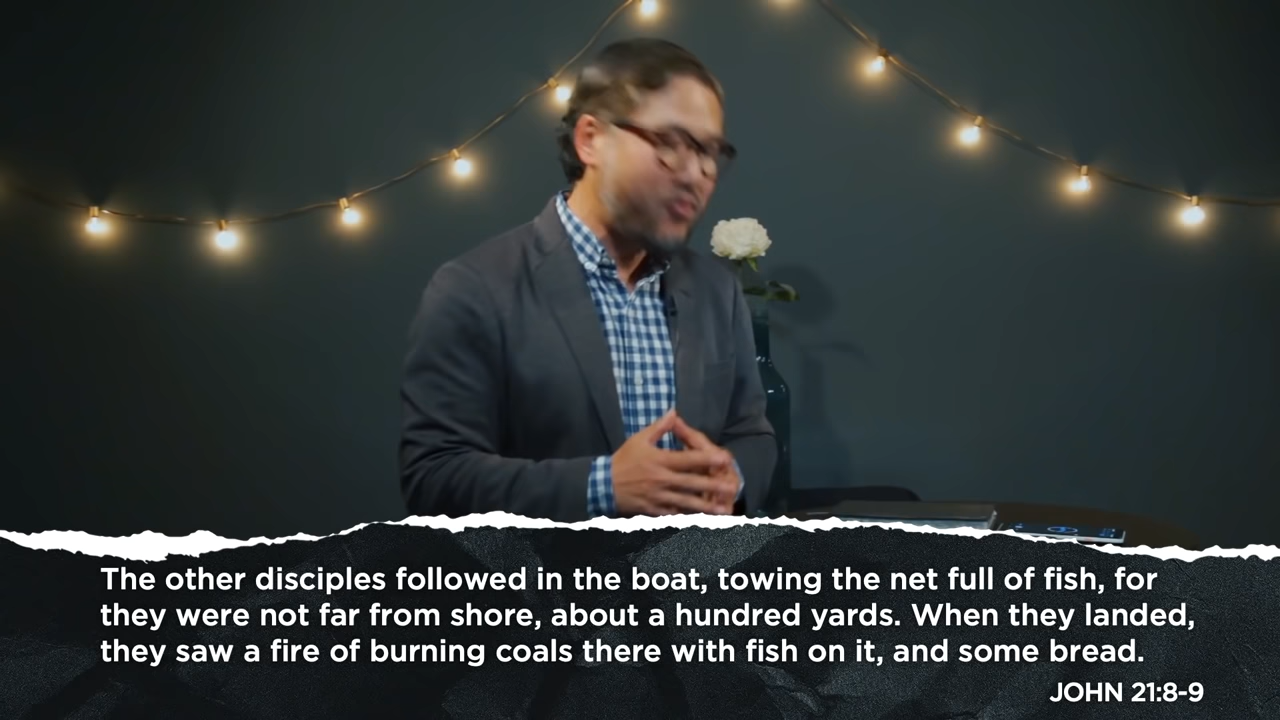 The other disciples followed in the boat, towing the net full of fish, for
they were not far from shore, about a hundred yards. When they landed,
they saw a fire of burning coals there with fish on it, and some bread.
JOHN 21:8-9